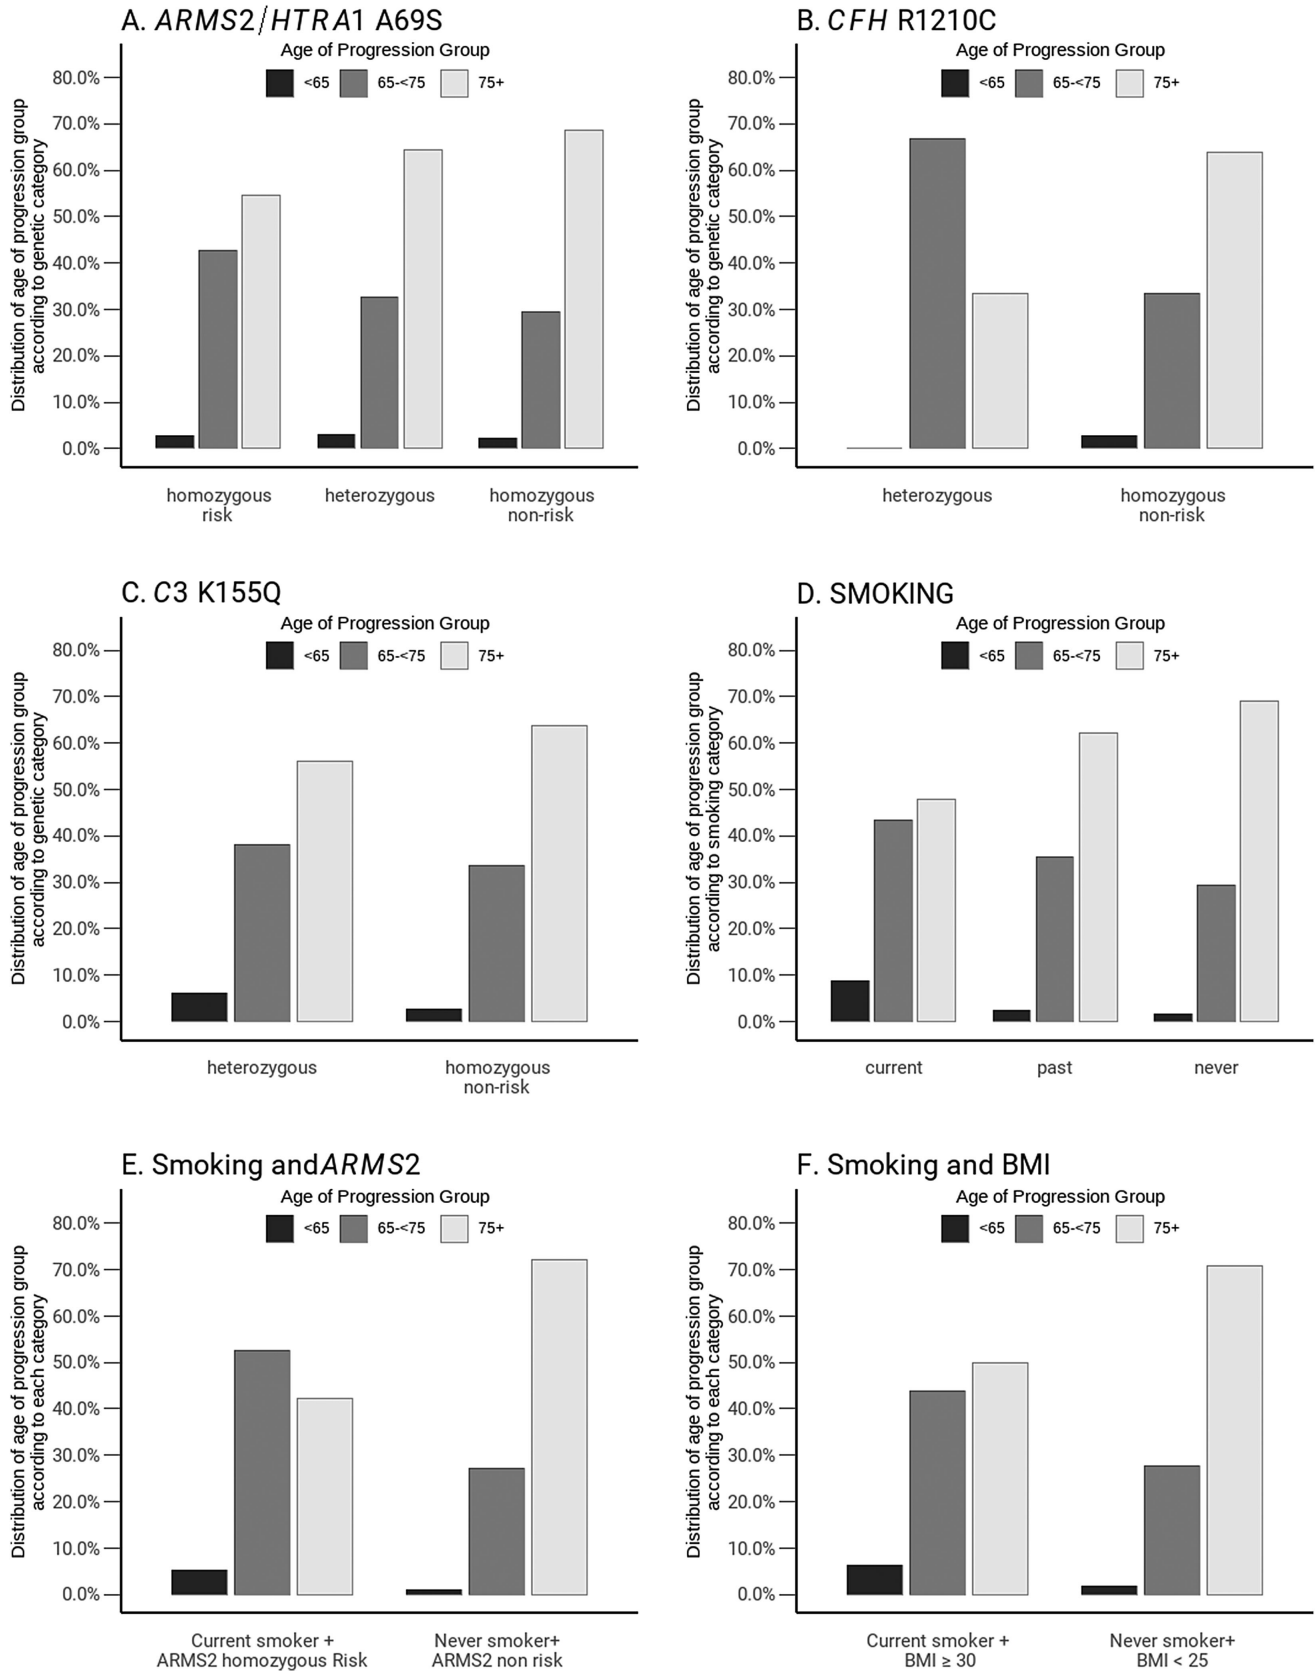 A. ARMS2/HTRA1 A69S
Age of Progression Group
<65 65-<75 75+
Distribution of age of progression group
according to genetic category
80.0%
70.0%
60.0%
50.0%
40.0%
30.0%
20.0%
10.0%
0.0%
homozygous
risk
heterozygous
homozygous
non-risk
B. CFH R1210C
Age of Progression Group
<65 65-<75 75+
Distribution of age of progression group
according to genetic category
80.0%
70.0%
60.0%
50.0%
40.0%
30.0%
20.0%
10.0%
0.0%
heterozygous
homozygous
non-risk
C. C3 K155Q
Age of Progression Group
<65 65-<75 75+
Distribution of age of progression group
according to genetic category
80.0%
70.0%
60.0%
50.0%
40.0%
30.0%
20.0%
10.0%
0.0%
heterozygous
homozygous
non-risk
D. SMOKING
Age of Progression Group
<65 65-<75 75+
Distribution of age of progression group
according to smoking category
80.0%
70.0%
60.0%
50.0%
40.0%
30.0%
20.0%
10.0%
0.0%
current
past
never
E. Smoking and ARMS2
Age of Progression Group
<65 65-<75 75+
Distribution of age of progression group
according to each category
80.0%
70.0%
60.0%
50.0%
40.0%
30.0%
20.0%
10.0%
0.0%
Current smoker +
ARMS2 homozygous Risk
Never smoker+
ARMS2 non risk
F. Smoking and BMI
Age of Progression Group
<65 65-<75 75+
Distribution of age of progression group
according to each category
80.0%
70.0%
60.0%
50.0%
40.0%
30.0%
20.0%
10.0%
0.0%
Current smoker +
BMI ≥ 30
Never smoker+
BMI < 25